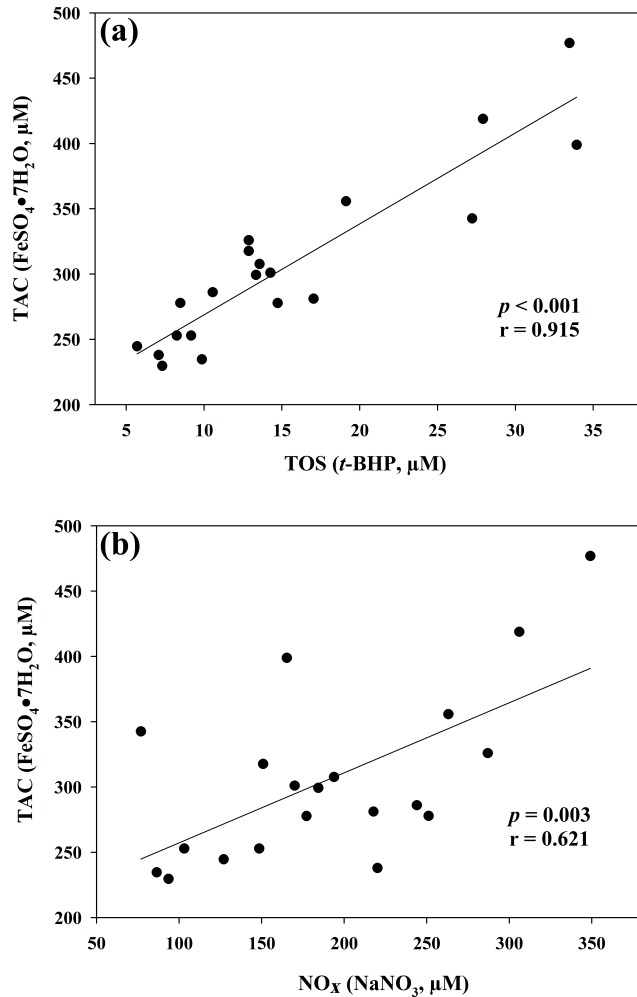 (a)
500
450
400
350
300
250
200
TAC (FeSO₄•7H₂O, μM)
p < 0.001
r = 0.915
5 10 15 20 25 30 35
TOS (t-BHP, μM)
(b)
500
450
400
350
300
250
200
TAC (FeSO₄•7H₂O, μM)
p = 0.003
r = 0.621
50 100 150 200 250 300 350
NOX (NaNO₃, μM)